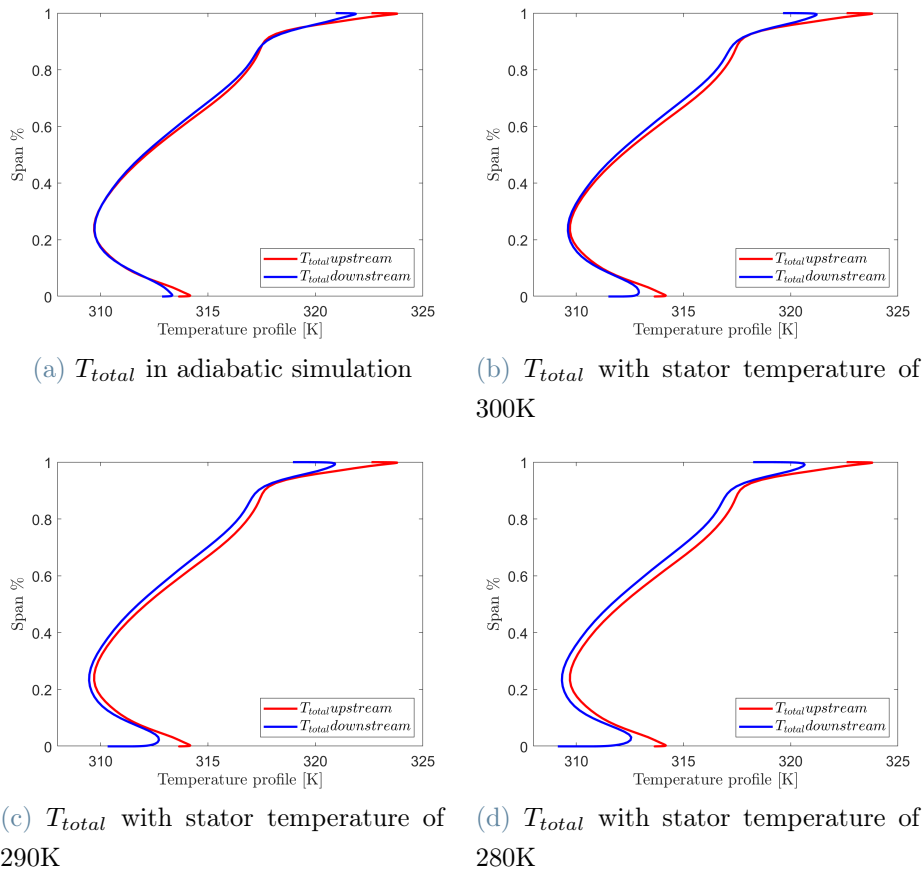 1
0.8
0.6
0.4
0.2
0
Span %
310 315 320 325
Temperature profile [K]
T_total upstream
T_total downstream
(a) T_total in adiabatic simulation
1
0.8
0.6
0.4
0.2
0
Span %
310 315 320 325
Temperature profile [K]
T_total upstream
T_total downstream
(b) T_total with stator temperature of
300K
1
0.8
0.6
0.4
0.2
0
Span %
310 315 320 325
Temperature profile [K]
T_total upstream
T_total downstream
(c) T_total with stator temperature of
290K
1
0.8
0.6
0.4
0.2
0
Span %
310 315 320 325
Temperature profile [K]
T_total upstream
T_total downstream
(d) T_total with stator temperature of
280K